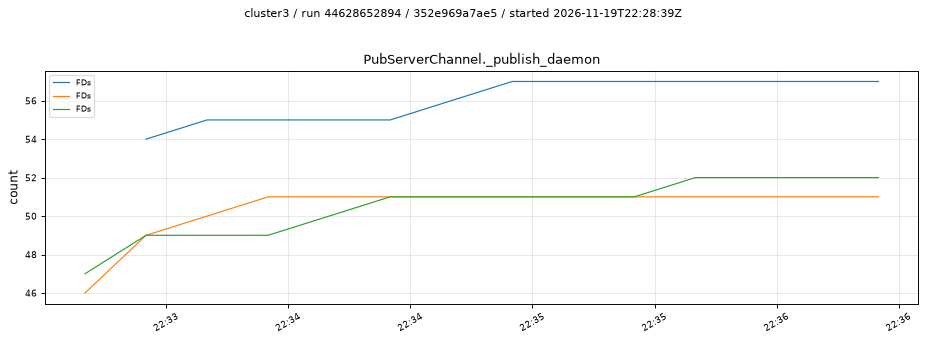 cluster3 / run 44628652894 / 352e969a7ae5 / started 2026-11-19T22:28:39Z
PubServerChannel._publish_daemon
FDs
FDs
FDs
count
56
54
52
50
48
46
22:33
22:34
22:34
22:35
22:35
22:36
22:36